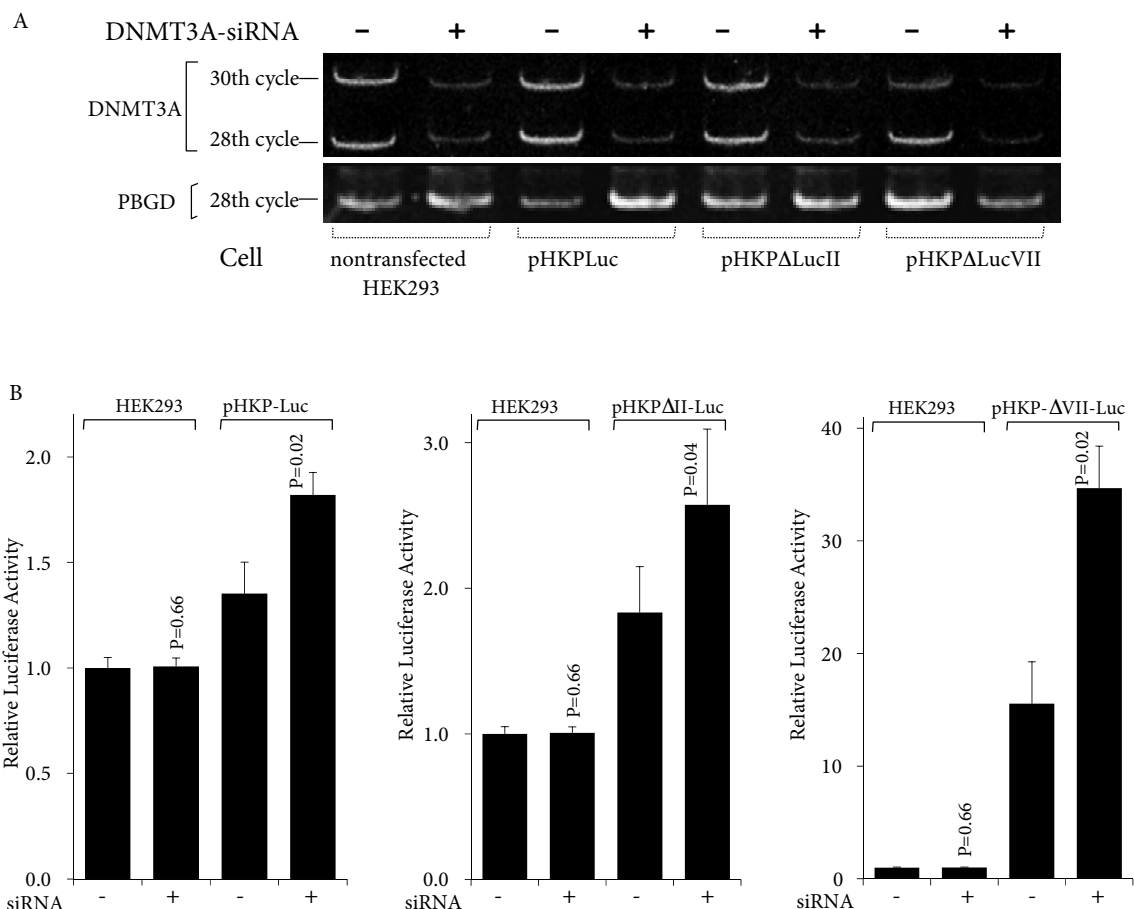 A
DNMT3A-siRNA - + - + - + - +
DNMT3A
30th cycle
28th cycle
PBGD
28th cycle
Cell
nontransfected
HEK293
pHKPLuc
pHKPΔLucII
pHKPΔLucVII
B
HEK293
pHKP-Luc
Relative Luciferase Activity
2.0
1.5
1.0
0.5
0.0
P=0.66
P=0.02
siRNA - + - +
HEK293
pHKPΔII-Luc
Relative Luciferase Activity
3.0
2.0
1.0
0.0
P=0.66
P=0.04
siRNA - + - +
HEK293
pHKP-ΔVII-Luc
Relative Luciferase Activity
40
30
20
10
0
P=0.66
P=0.02
siRNA - + - +